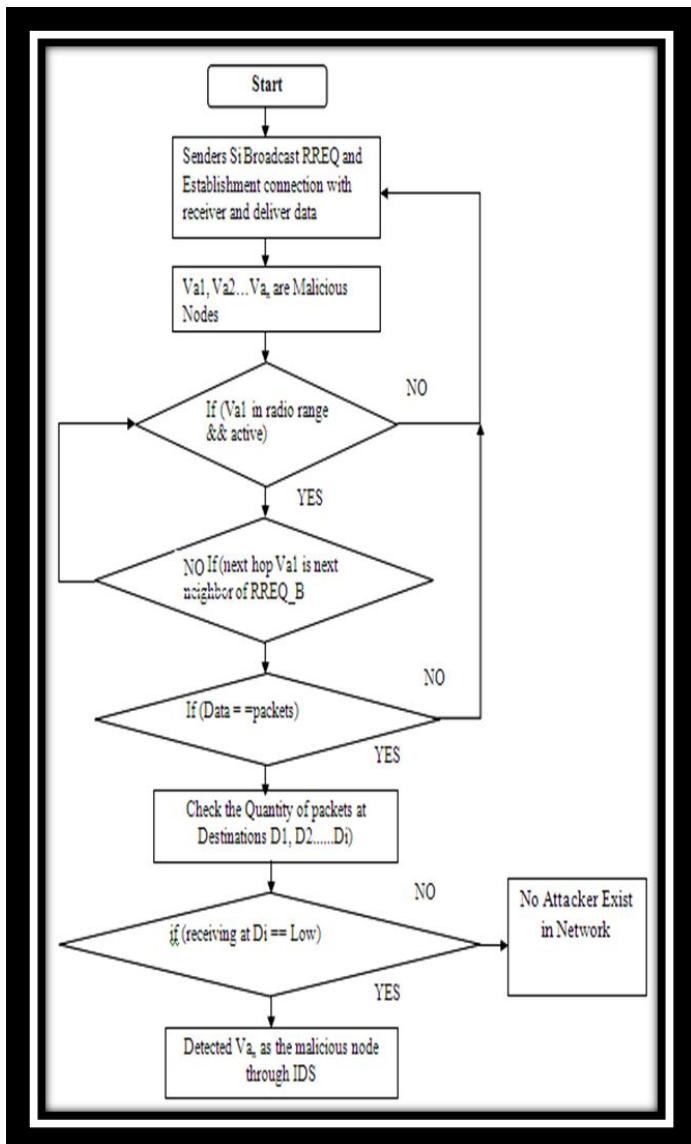 Start
Senders Si Broadcast RREQ and
Establishment connection with
receiver and deliver data
Va1, Va2...Vaₙ are Malicious
Nodes
If (Va1 in radio range
&& active)
NO
YES
NO If (next hop Va1 is next
neighbor of RREQ_B
If (Data = =packets)
NO
YES
Check the Quantity of packets at
Destinations D1, D2......Di)
if (receiving at Di == Low)
NO
No Attacker Exist
in Network
YES
Detected Vaₙ as the malicious node
through IDS